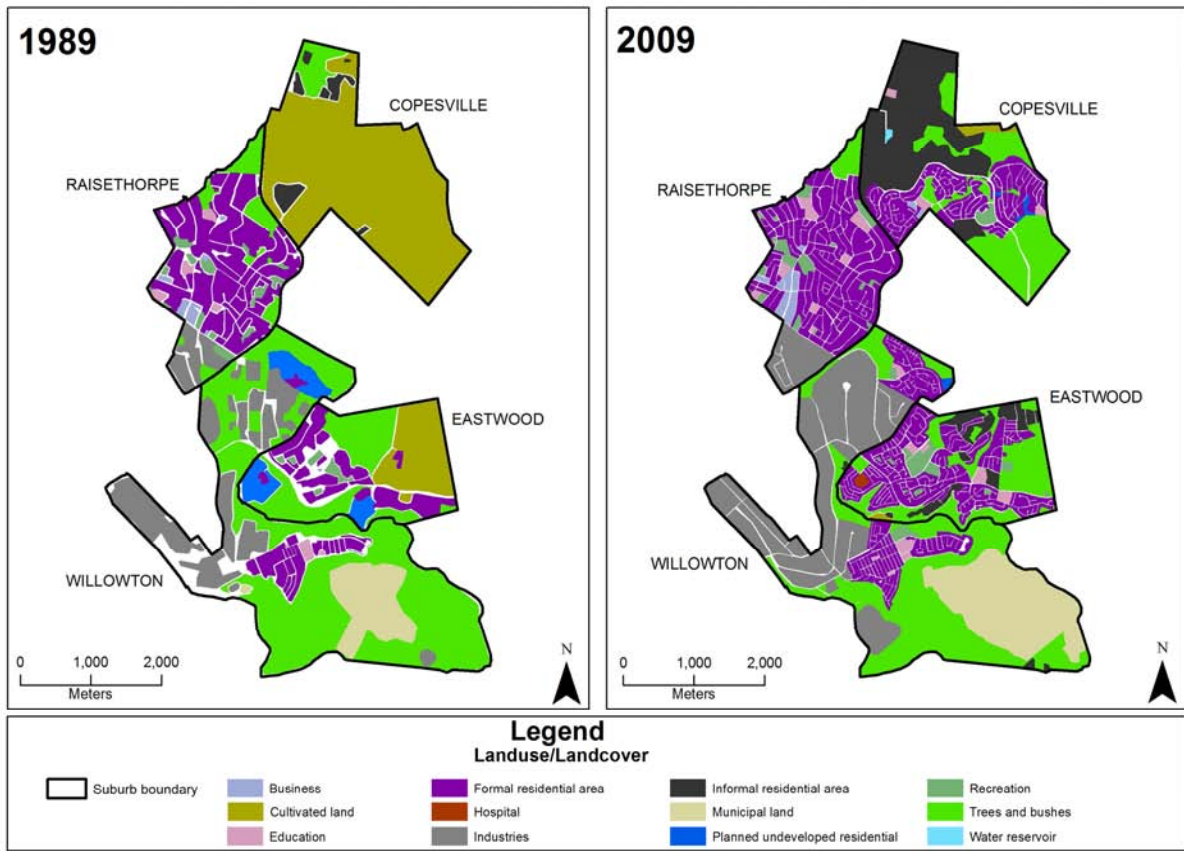 1989
COPESVILLE
RAISETHORPE
EASTWOOD
WILLOWTON
0 1,000 2,000
Meters
N
2009
COPESVILLE
RAISETHORPE
EASTWOOD
WILLOWTON
0 1,000 2,000
Meters
N
Legend
Landuse/Landcover
Suburb boundary
Business
Cultivated land
Education
Formal residential area
Hospital
Industries
Informal residential area
Municipal land
Planned undeveloped residential
Recreation
Trees and bushes
Water reservoir